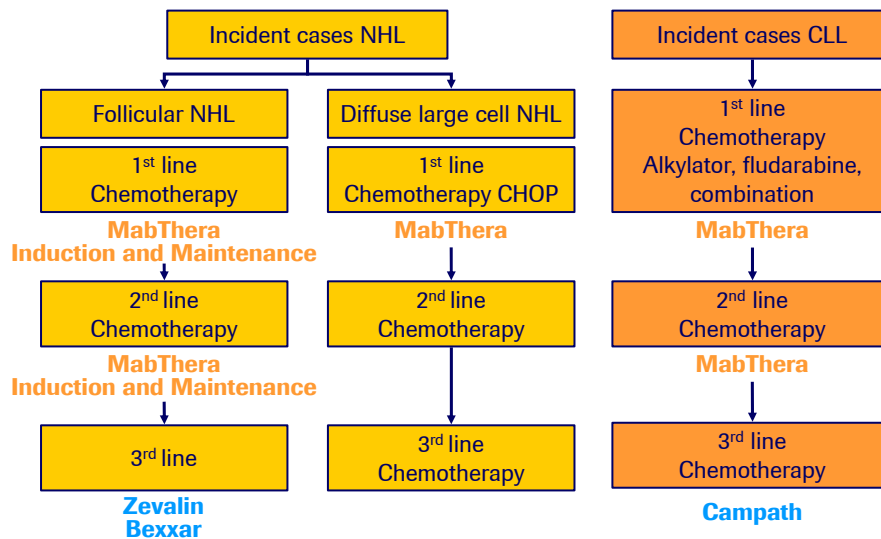 Incident cases NHL
Follicular NHL
1st line
Chemotherapy
MabThera
Induction and Maintenance
2nd line
Chemotherapy
MabThera
Induction and Maintenance
3rd line
Zevalin
Bexxar
Diffuse large cell NHL
1st line
Chemotherapy CHOP
MabThera
2nd line
Chemotherapy
3rd line
Chemotherapy
Incident cases CLL
1st line
Chemotherapy
Alkylator, fludarabine,
combination
MabThera
2nd line
Chemotherapy
MabThera
3rd line
Chemotherapy
Campath